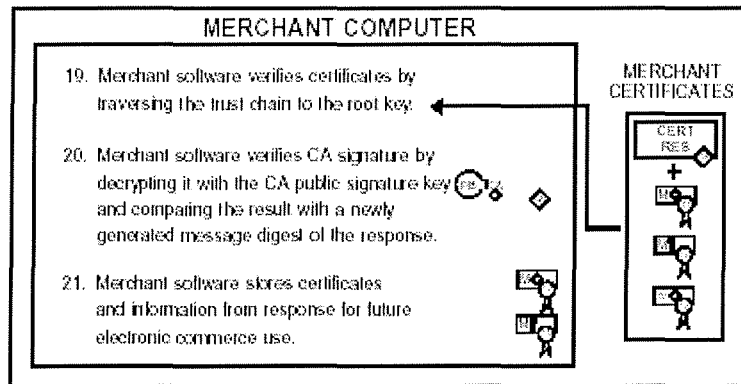 MERCHANT COMPUTER
19. Merchant software verifies certificates by
traversing the trust chain to the root key.
20. Merchant software verifies CA signature by
decrypting it with the CA public signature key
and comparing the result with a newly
generated message digest of the response.
21. Merchant software stores certificates
and information from response for future
electronic commerce use.
MERCHANT
CERTIFICATES
CERT
RES
+